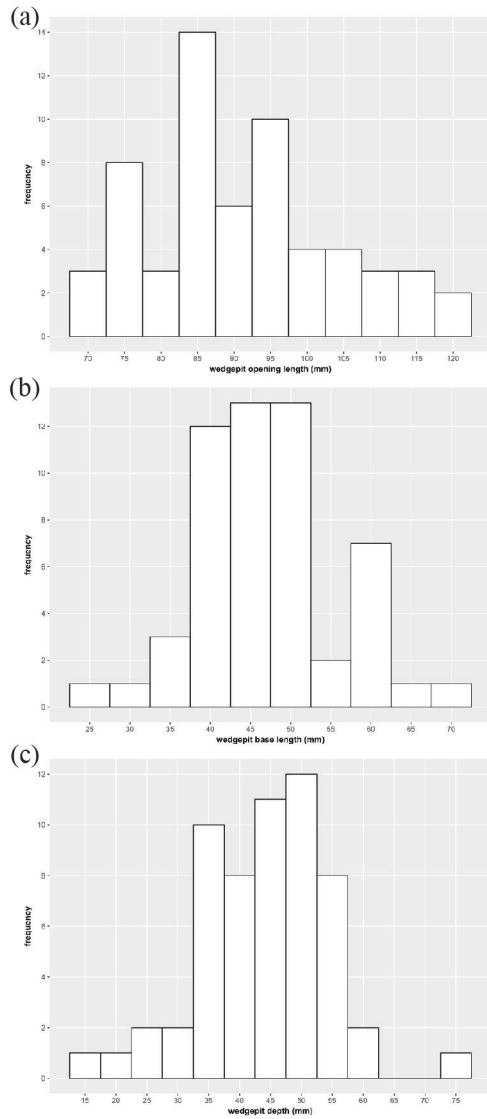 (a)
14
12
10
8
6
4
2
0
frequency
70 75 80 85 90 95 100 105 110 115 120
wedgepit opening length (mm)
(b)
12
10
8
6
4
2
0
frequency
25 30 35 40 45 50 55 60 65 70
wedgepit base length (mm)
(c)
12
10
8
6
4
2
0
frequency
15 20 25 30 35 40 45 50 55 60 65 70 75
wedgepit depth (mm)